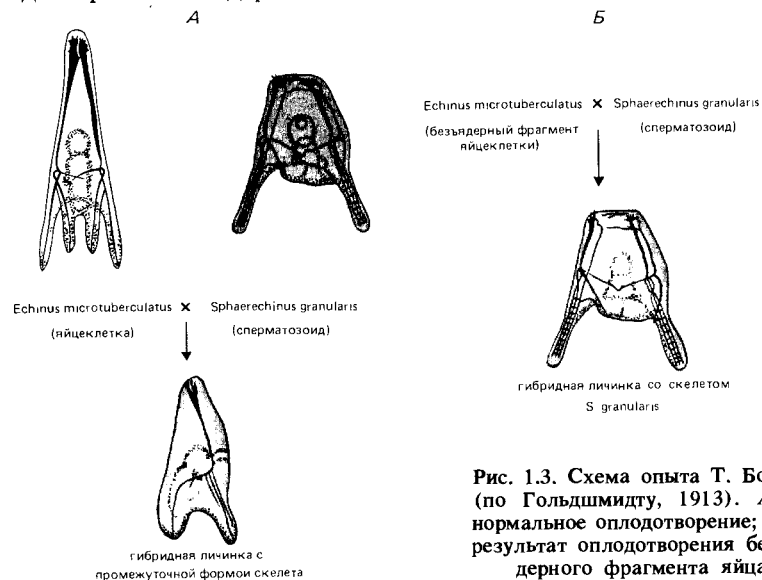 А
Б
Echinus microtuberculatus × Sphaerechinus granularis
(яйцеклетка) (сперматозоид)
гибридная личинка с
промежуточной формой скелета
Echinus microtuberculatus × Sphaerechinus granularis
(безъядерный фрагмент (сперматозоид)
яйцеклетки)
гибридная личинка со скелетом
S granularis
Рис. 1.3. Схема опыта Т.
(по Гольдшмидту, 1913).
нормальное оплодотворение;
результат оплодотворения
дерного фрагмента